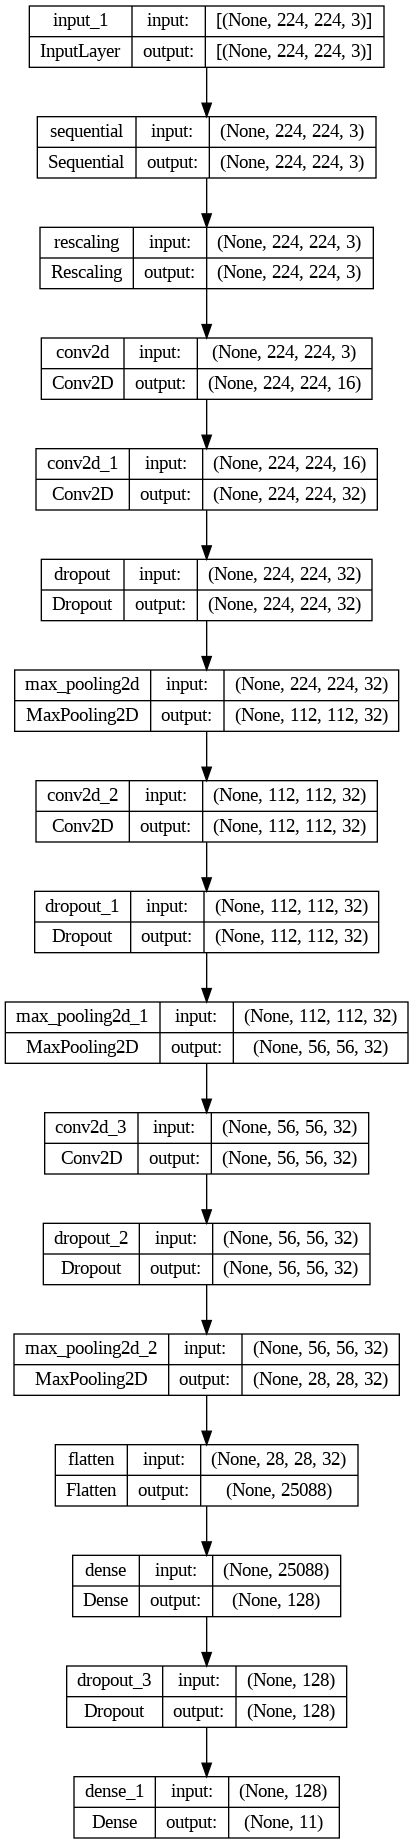 input_1 input: [(None, 224, 224, 3)]
InputLayer output: [(None, 224, 224, 3)]
sequential input: (None, 224, 224, 3)
Sequential output: (None, 224, 224, 3)
rescaling input: (None, 224, 224, 3)
Rescaling output: (None, 224, 224, 3)
conv2d input: (None, 224, 224, 3)
Conv2D output: (None, 224, 224, 16)
conv2d_1 input: (None, 224, 224, 16)
Conv2D output: (None, 224, 224, 32)
dropout input: (None, 224, 224, 32)
Dropout output: (None, 224, 224, 32)
max_pooling2d input: (None, 224, 224, 32)
MaxPooling2D output: (None, 112, 112, 32)
conv2d_2 input: (None, 112, 112, 32)
Conv2D output: (None, 112, 112, 32)
dropout_1 input: (None, 112, 112, 32)
Dropout output: (None, 112, 112, 32)
max_pooling2d_1 input: (None, 112, 112, 32)
MaxPooling2D output: (None, 56, 56, 32)
conv2d_3 input: (None, 56, 56, 32)
Conv2D output: (None, 56, 56, 32)
dropout_2 input: (None, 56, 56, 32)
Dropout output: (None, 56, 56, 32)
max_pooling2d_2 input: (None, 56, 56, 32)
MaxPooling2D output: (None, 28, 28, 32)
flatten input: (None, 28, 28, 32)
Flatten output: (None, 25088)
dense input: (None, 25088)
Dense output: (None, 128)
dropout_3 input: (None, 128)
Dropout output: (None, 128)
dense_1 input: (None, 128)
Dense output: (None, 11)